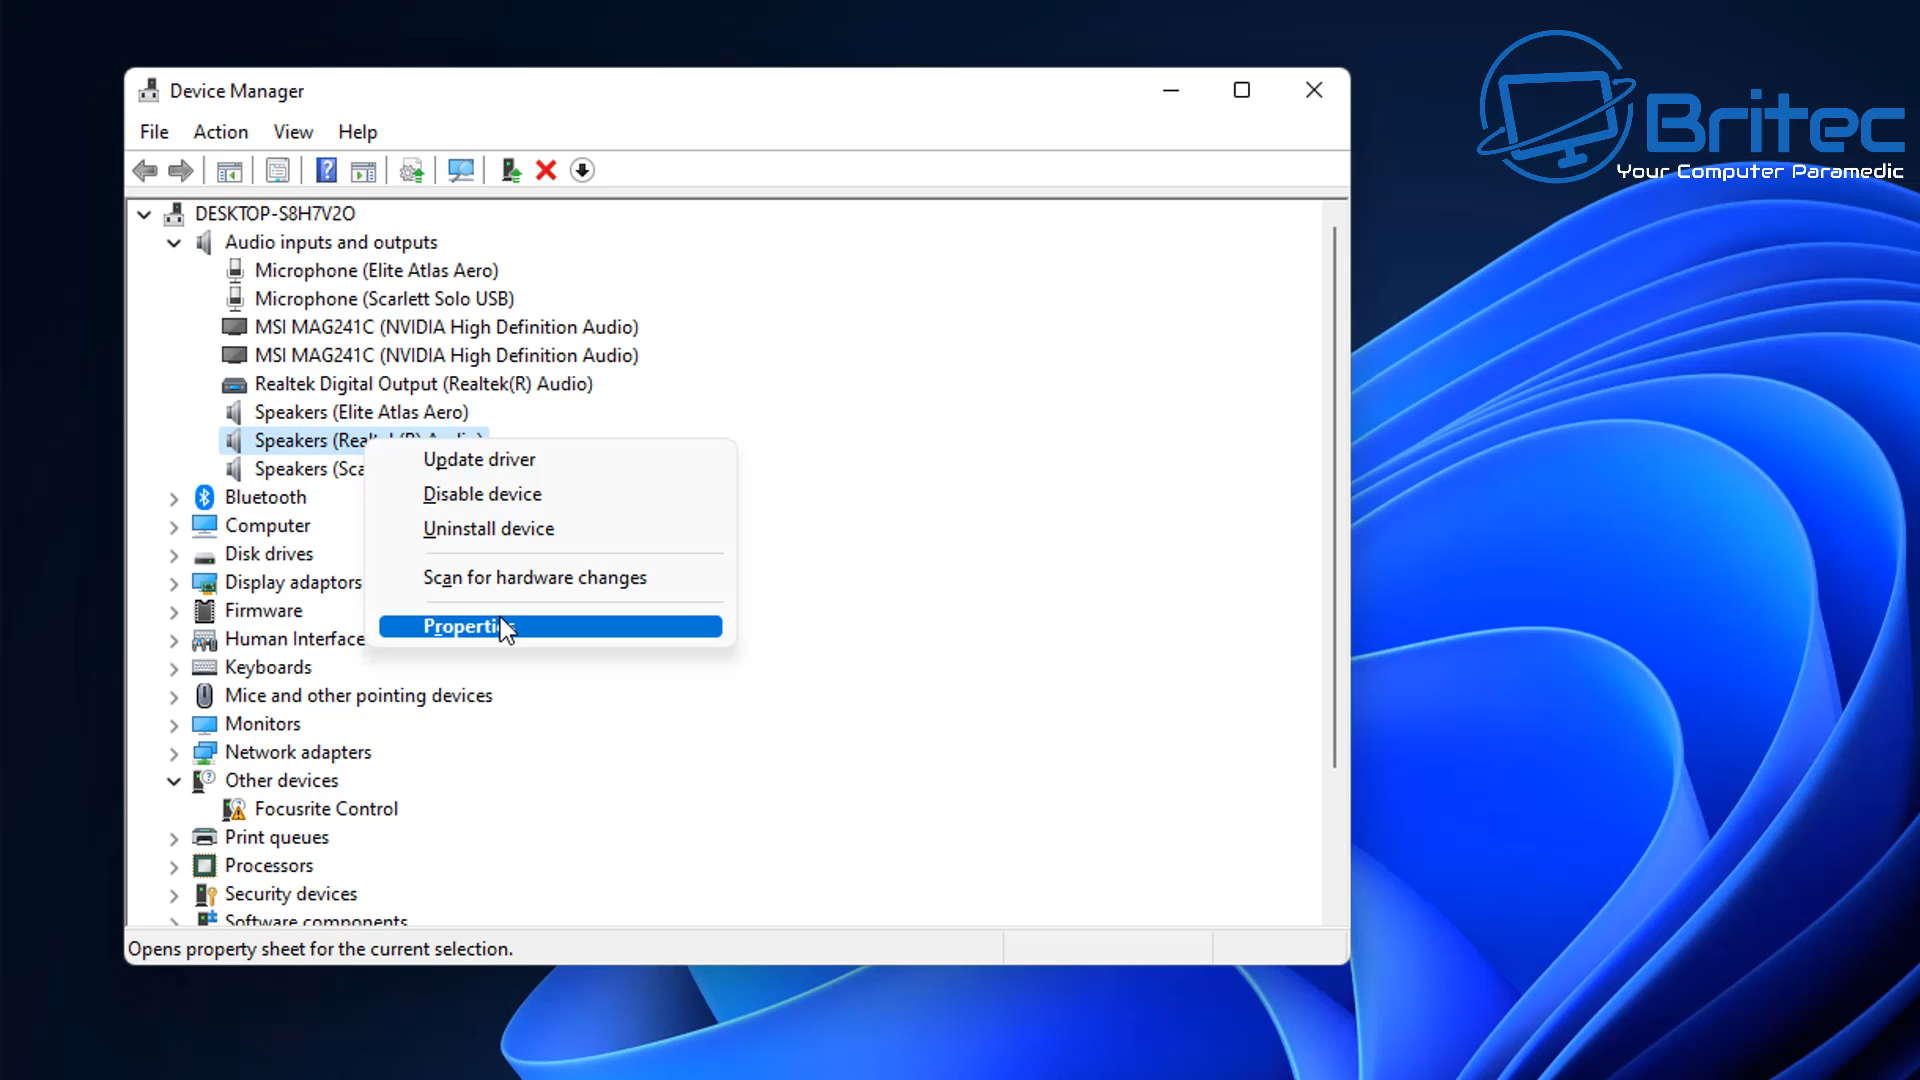 Britec
Your Computer Paramedic
Device Manager
File Action View Help
DESKTOP-S8H7V2O
Audio inputs and outputs
Microphone (Elite Atlas Aero)
Microphone (Scarlett Solo USB)
MSI MAG241C (NVIDIA High Definition Audio)
MSI MAG241C (NVIDIA High Definition Audio)
Realtek Digital Output (Realtek(R) Audio)
Speakers (Elite Atlas Aero)
Speakers (Realtek(R) Audio)
Speakers (Sca
Update driver
Disable device
Uninstall device
Scan for hardware changes
Properties
Bluetooth
Computer
Disk drives
Display adaptors
Firmware
Human Interface
Keyboards
Mice and other pointing devices
Monitors
Network adapters
Other devices
Focusrite Control
Print queues
Processors
Security devices
Software components
Opens property sheet for the current selection.